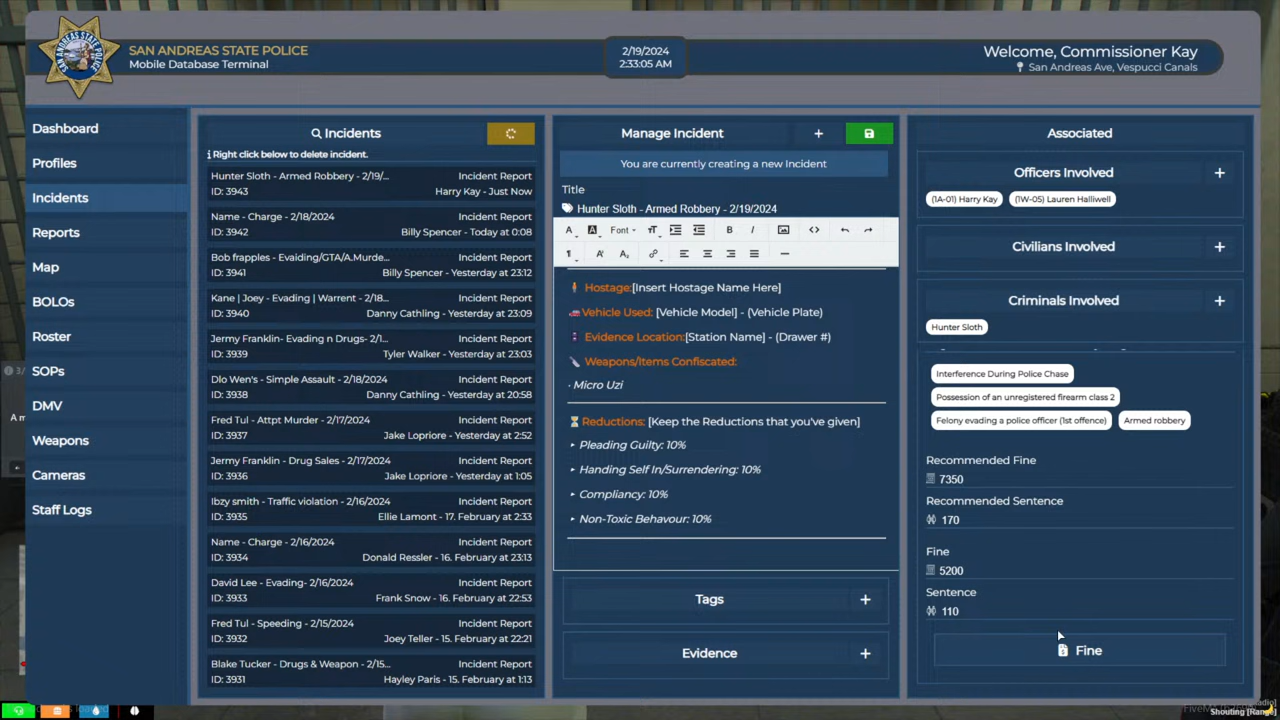 SAN ANDREAS STATE POLICE
Mobile Database Terminal
2/19/2024
2:33:05 AM
Welcome, Commissioner Kay
San Andreas Ave, Vespucci Canals
Dashboard
Profiles
Incidents
Reports
Map
BOLOs
Roster
SOPs
DMV
Weapons
Cameras
Staff Logs
Incidents
Right click below to delete incident.
Hunter Sloth - Armed Robbery - 2/19/... Incident Report
ID: 3943 Harry Kay - Just Now
Name - Charge - 2/18/2024 Incident Report
ID: 3942 Billy Spencer - Today at 0:08
Bob frapples - Evaiding/GTA/A.Murde... Incident Report
ID: 3941 Billy Spencer - Yesterday at 23:12
Kane | Joey - Evading | Warrent - 2/18... Incident Report
ID: 3940 Danny Cathling - Yesterday at 23:09
Jermy Franklin- Evading n Drugs- 2/1... Incident Report
ID: 3939 Tyler Walker - Yesterday at 23:03
Dlo Wen's - Simple Assault - 2/18/2024 Incident Report
ID: 3938 Danny Cathling - Yesterday at 20:58
Fred Tul - Attpt Murder - 2/17/2024 Incident Report
ID: 3937 Jake Lopriore - Yesterday at 2:52
Jermy Franklin - Drug Sales - 2/17/2024 Incident Report
ID: 3936 Jake Lopriore - Yesterday at 1:05
Ibzy smith - Traffic violation - 2/16/2024 Incident Report
ID: 3935 Ellie Lamont - 17. February at 2:33
Name - Charge - 2/16/2024 Incident Report
ID: 3934 Donald Ressler - 16. February at 23:13
David Lee - Evading- 2/16/2024 Incident Report
ID: 3933 Frank Snow - 16. February at 22:53
Fred Tul - Speeding - 2/15/2024 Incident Report
ID: 3932 Joey Teller - 15. February at 22:21
Blake Tucker - Drugs & Weapon - 2/15... Incident Report
ID: 3931 Hayley Paris - 15. February at 1:13
Manage Incident
You are currently creating a new Incident
Title
Hunter Sloth - Armed Robbery - 2/19/2024
Font
Hostage:[Insert Hostage Name Here]
Vehicle Used: [Vehicle Model] - (Vehicle Plate)
Evidence Location:[Station Name] - (Drawer #)
Weapons/Items Confiscated:
· Micro Uzi
Reductions: [Keep the Reductions that you've given]
‣ Pleading Guilty: 10%
‣ Handing Self In/Surrendering: 10%
‣ Compliancy: 10%
‣ Non-Toxic Behaviour: 10%
Tags
Evidence
Associated
Officers Involved
(1A-01) Harry Kay (1W-05) Lauren Halliwell
Civilians Involved
Criminals Involved
Hunter Sloth
Interference During Police Chase
Possession of an unregistered firearm class 2
Felony evading a police officer (1st offence) Armed robbery
Recommended Fine
7350
Recommended Sentence
170
Fine
5200
Sentence
110
Fine
Shouting [Range]